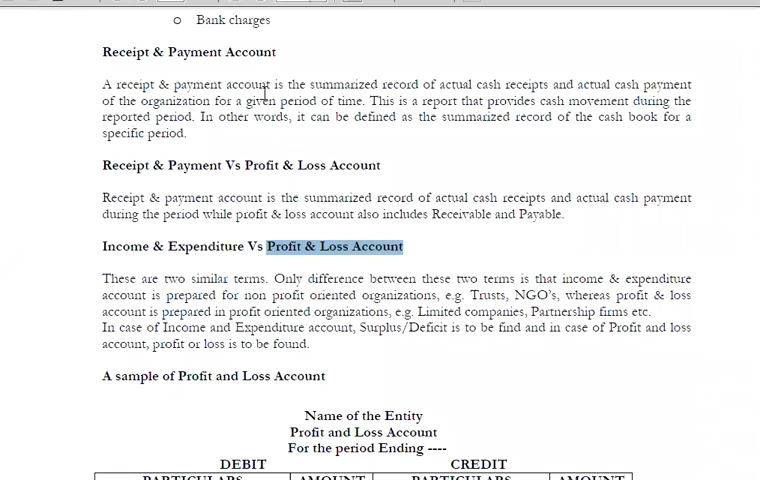 o Bank charges
Receipt & Payment Account
A receipt & payment account is the summarized record of actual cash receipts and actual cash payment
of the organization for a given period of time. This is a report that provides cash movement during the
reported period. In other words, it can be defined as the summarized record of the cash book for a
specific period.
Receipt & Payment Vs Profit & Loss Account
Receipt & payment account is the summarized record of actual cash receipts and actual cash payment
during the period while profit & loss account also includes Receivable and Payable.
Income & Expenditure Vs Profit & Loss Account
These are two similar terms. Only difference between these two terms is that income & expenditure
account is prepared for non profit oriented organizations, e.g. Trusts, NGO's, whereas profit & loss
account is prepared in profit oriented organizations, e.g. Limited companies, Partnership firms etc.
In case of Income and Expenditure account, Surplus/Deficit is to be find and in case of Profit and loss
account, profit or loss is to be found.
A sample of Profit and Loss Account
Name of the Entity
Profit and Loss Account
For the period Ending ----
DEBIT CREDIT
PARTICULARS AMOUNT PARTICULARS AMOUNT